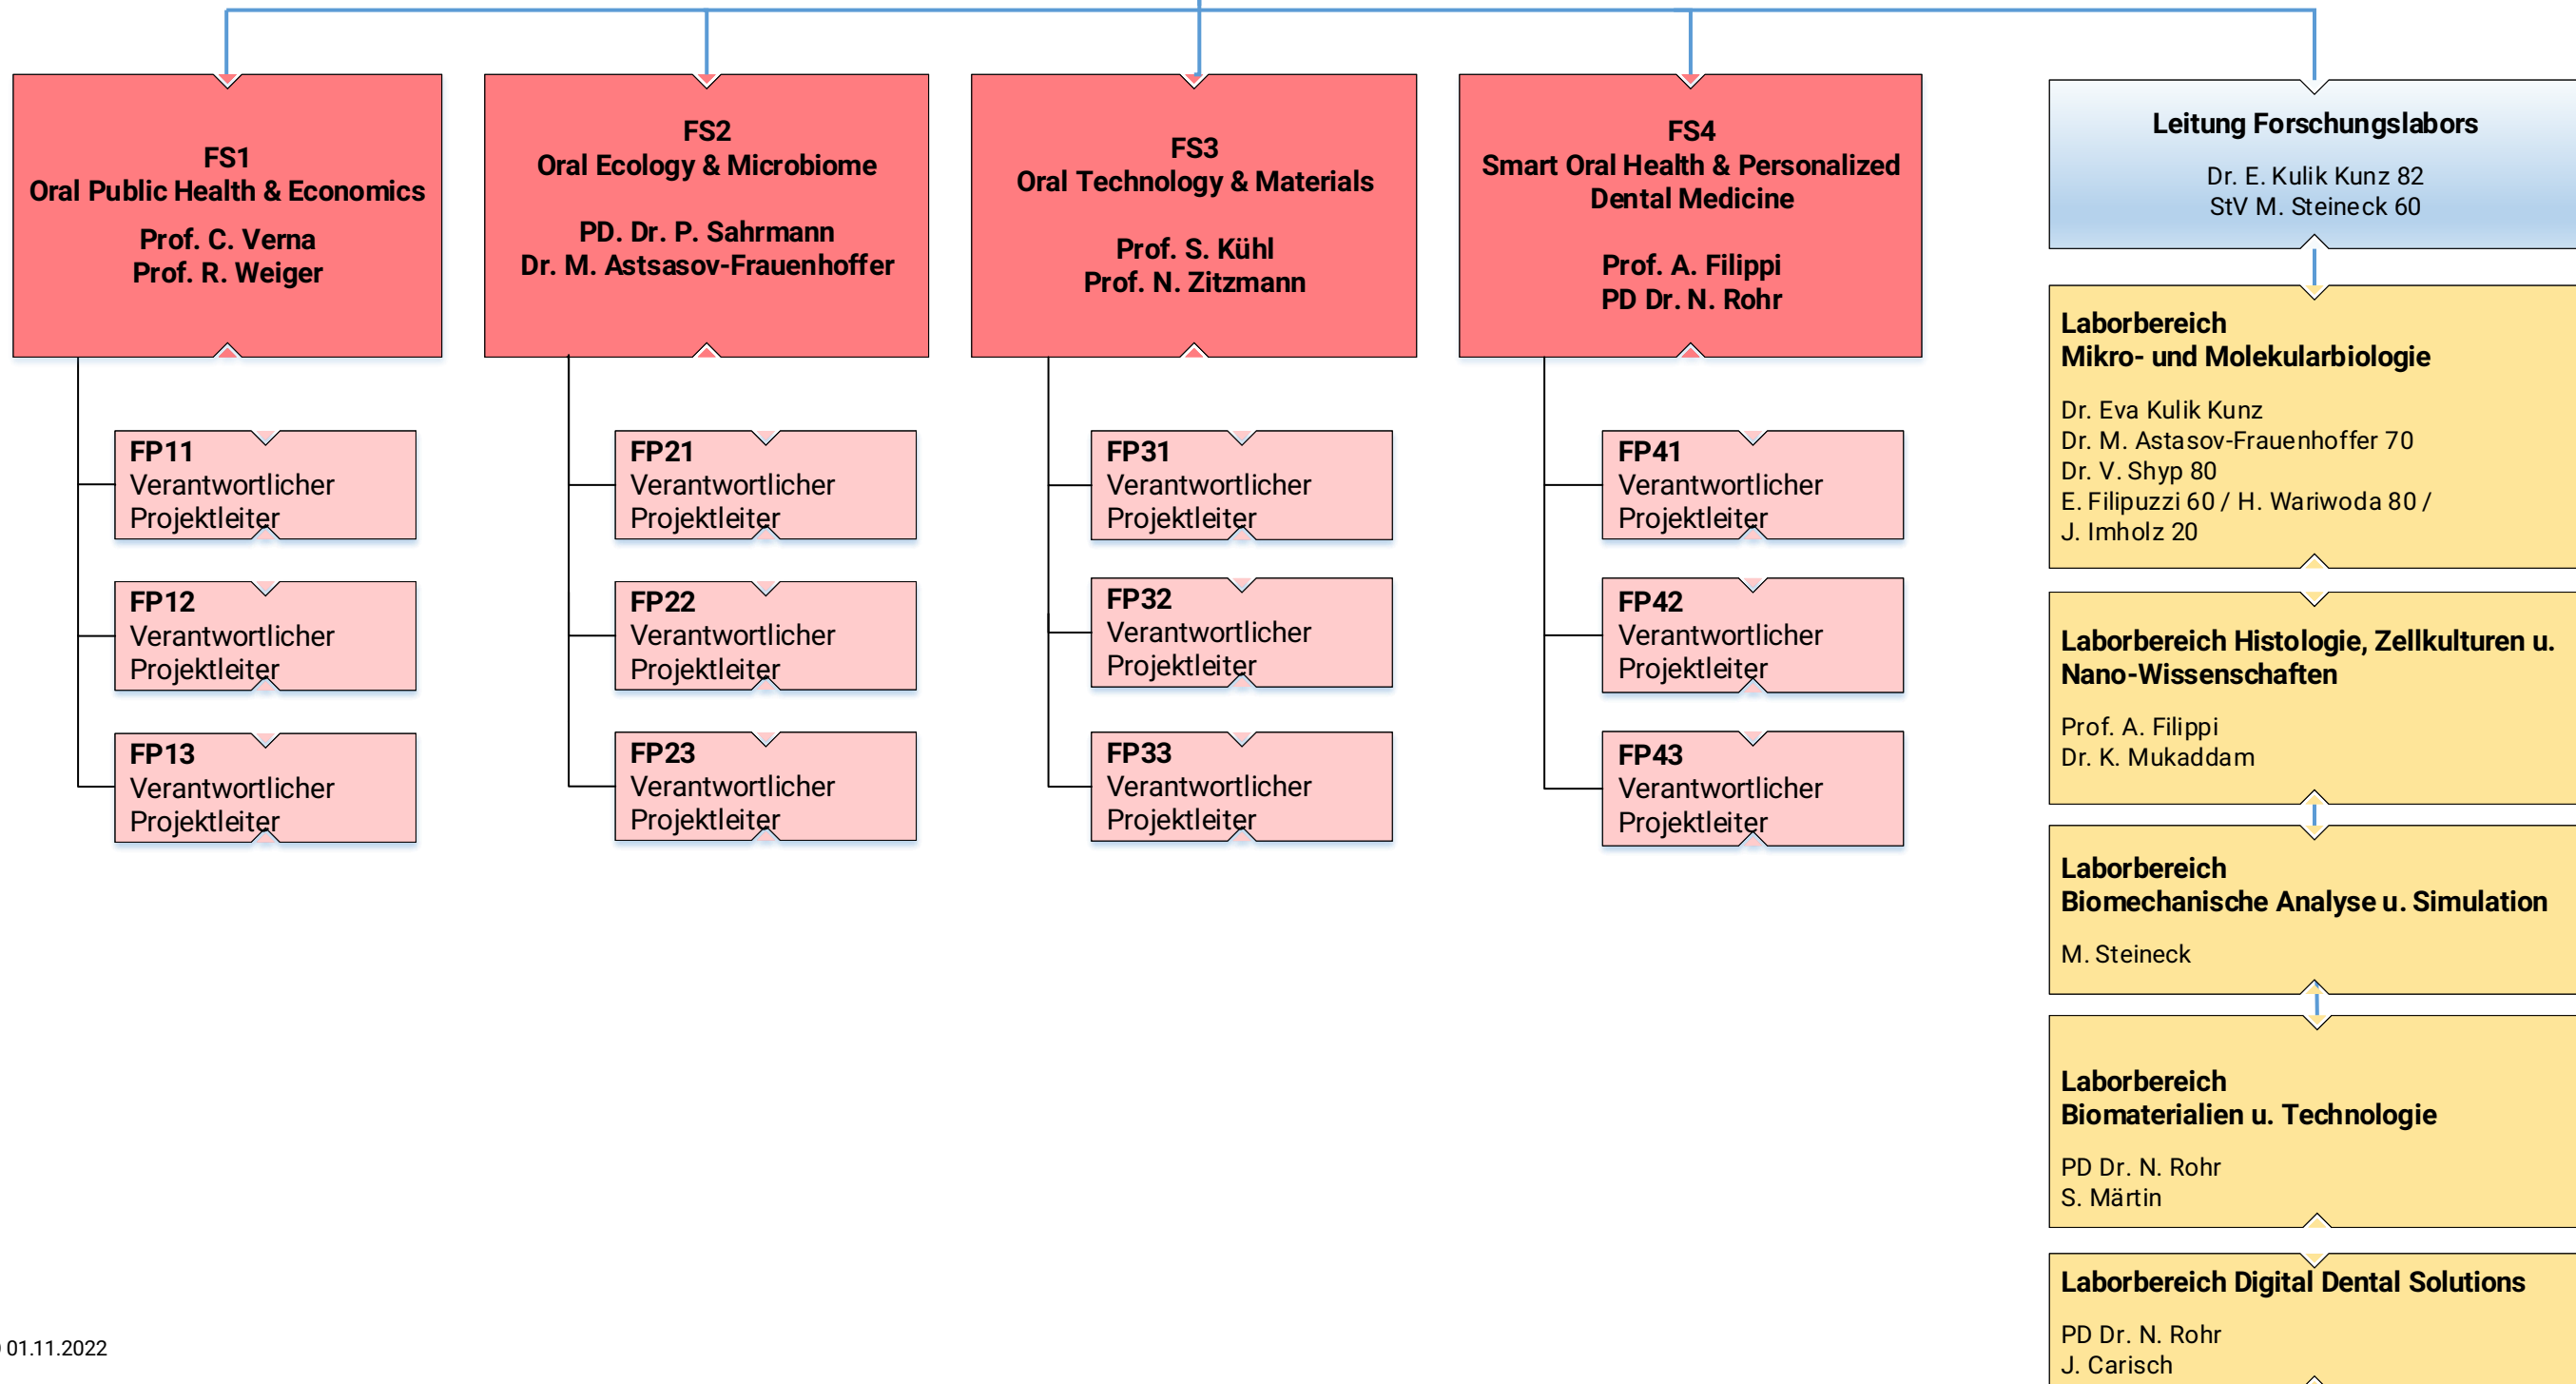 FS1
Oral Public Health & Economics
Prof. C. Verna
Prof. R. Weiger
FP11
Verantwortlicher
Projektleiter
FP12
Verantwortlicher
Projektleiter
FP13
Verantwortlicher
Projektleiter
FS2
Oral Ecology & Microbiome
PD. Dr. P. Sahrmann
Dr. M. Astsasov-Frauenhoffer
FP21
Verantwortlicher
Projektleiter
FP22
Verantwortlicher
Projektleiter
FP23
Verantwortlicher
Projektleiter
FS3
Oral Technology & Materials
Prof. S. Kühl
Prof. N. Zitzmann
FP31
Verantwortlicher
Projektleiter
FP32
Verantwortlicher
Projektleiter
FP33
Verantwortlicher
Projektleiter
FS4
Smart Oral Health & Personalized
Dental Medicine
Prof. A. Filippi
PD Dr. N. Rohr
FP41
Verantwortlicher
Projektleiter
FP42
Verantwortlicher
Projektleiter
FP43
Verantwortlicher
Projektleiter
Leitung Forschungslabors
Dr. E. Kulik Kunz 82
StV M. Steineck 60
Laborbereich
Mikro- und Molekularbiologie
Dr. Eva Kulik Kunz
Dr. M. Astasov-Frauenhoffer 70
Dr. V. Shyp 80
E. Filipuzzi 60 / H. Wariwoda 80 /
J. Imholz 20
Laborbereich Histologie, Zellkulturen u.
Nano-Wissenschaften
Prof. A. Filippi
Dr. K. Mukaddam
Laborbereich
Biomechanische Analyse u. Simulation
M. Steineck
Laborbereich
Biomaterialien u. Technologie
PD Dr. N. Rohr
S. Märtin
Laborbereich Digital Dental Solutions
PD Dr. N. Rohr
J. Carisch
01.11.2022